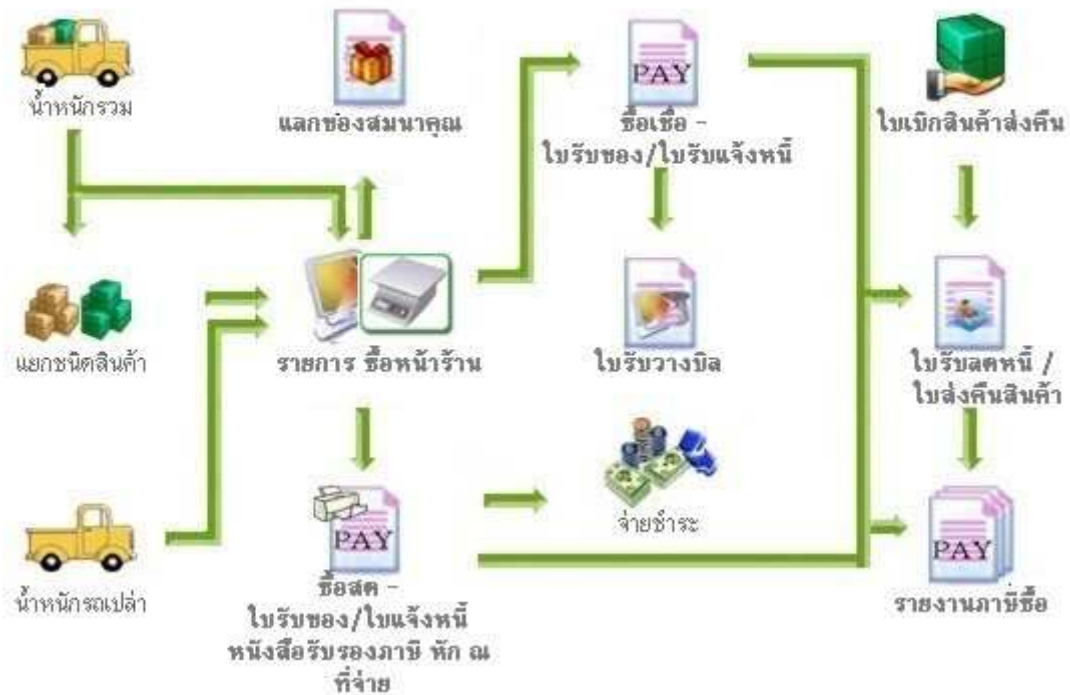 น้ำหนักรวม
แลกของสมนาคุณ
PAY
ซื้อเชื่อ -
ใบรับของ/ใบรับแจ้งหนี้
ใบเบิกสินค้าส่งคืน
แยกชนิดสินค้า
รายการ ซื้อหน้าร้าน
ใบรับวางบิล
ใบรับลดหนี้ /
ใบส่งคืนสินค้า
น้ำหนักรถเปล่า
PAY
ซื้อสด -
ใบรับของ/ใบแจ้งหนี้
หนังสือรับรองภาษี หัก ณ
ที่จ่าย
จ่ายชำระ
PAY
รายงานภาษีซื้อ